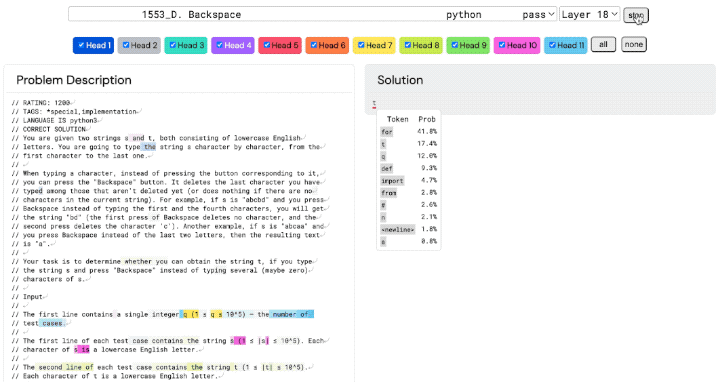 1553_D. Backspace python pass Layer 18 stop
Head 1 Head 2 Head 3 Head 4 Head 5 Head 6 Head 7 Head 8 Head 9 Head 10 Head 11 all none
Problem Description
// RATING: 1200
// TAGS: *special,implementation
// LANGUAGE IS python3
// CORRECT SOLUTION
// You are given two strings s and t, both consisting of lowercase English
// letters. You are going to type the string s character by character, from the
// first character to the last one.
//
// When typing a character, instead of pressing the button corresponding to it,
// you can press the "Backspace" button. It deletes the last character you have
// typed among those that aren't deleted yet (or does nothing if there are no
// characters in the current string). For example, if s is "abcbd" and you press
// Backspace instead of typing the first and the fourth characters, you will get
// the string "bd" (the first press of Backspace deletes no character, and the
// second press deletes the character 'c'). Another example, if s is "abcaa" and
// you press Backspace instead of the last two letters, then the resulting text
// is "a".
//
// Your task is to determine whether you can obtain the string t, if you type
// the string s and press "Backspace" instead of typing several (maybe zero)
// characters of s.
//
// Input
//
// The first line contains a single integer q (1 ≤ q ≤ 10^5) — the number of
// test cases.
//
// The first line of each test case contains the string s (1 ≤ |s| ≤ 10^5). Each
// character of s is a lowercase English letter.
//
// The second line of each test case contains the string t (1 ≤ |t| ≤ 10^5).
// Each character of t is a lowercase English letter.
Solution
t
Token Prob
for 41.8%
t 17.4%
q 12.0%
def 9.3%
import 4.7%
from 2.8%
# 2.6%
n 2.1%
<newline> 1.8%
a 0.8%